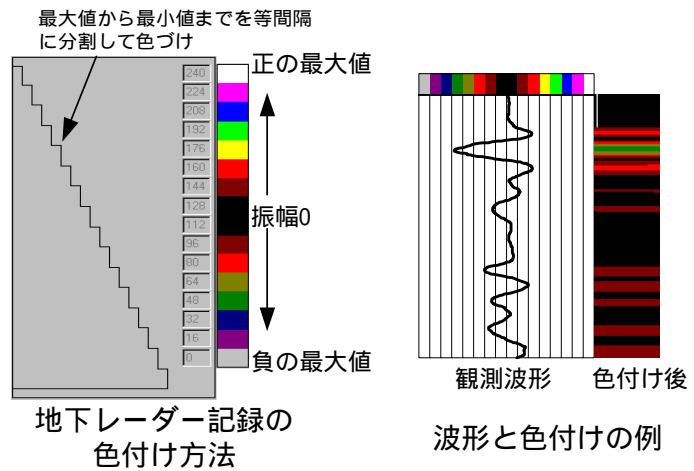 最大値から最小値までを等間隔
に分割して色づけ
240
224
208
192
176
160
144
128
112
96
80
64
48
32
16
0
正の最大値
振幅0
負の最大値
地下レーダー記録の
色付け方法
観測波形
色付け後
波形と色付けの例